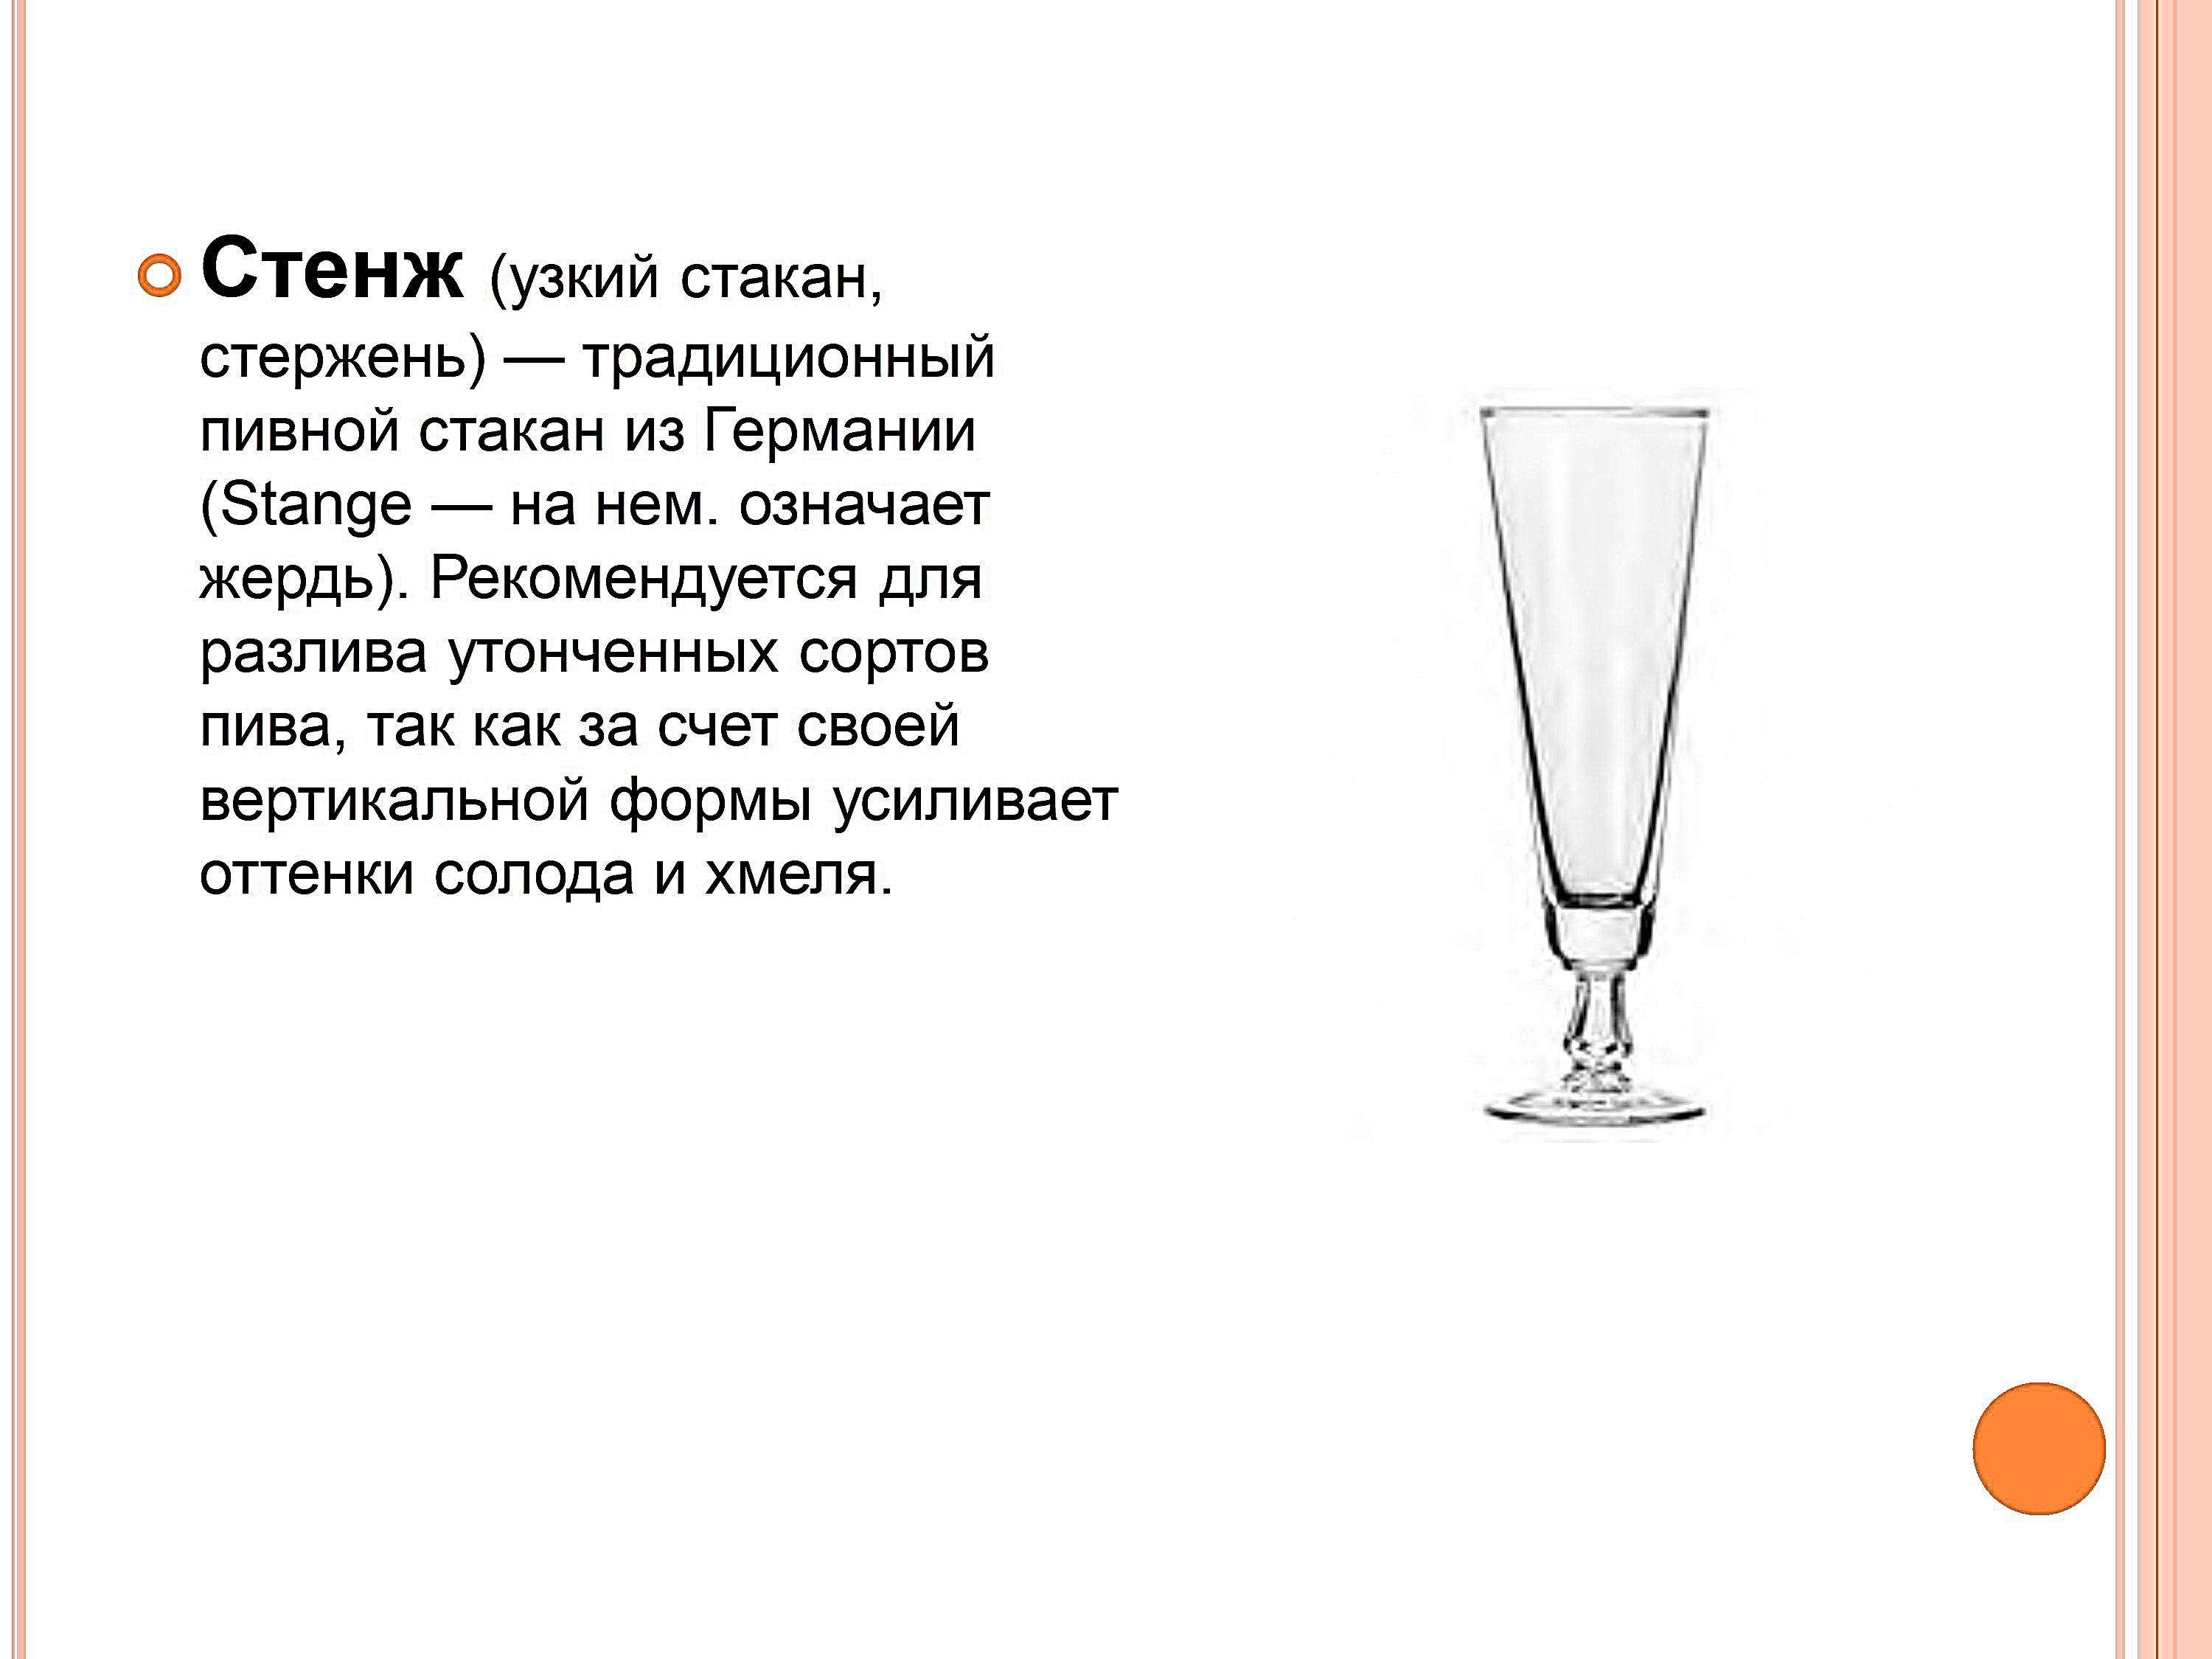 Стенж (узкий стакан,
стержень) — традиционный
пивной стакан из Германии
(Stange — на нем. означает
жердь). Рекомендуется для
разлива утонченных сортов
пива, так как за счет своей
вертикальной формы усиливает
оттенки солода и хмеля.